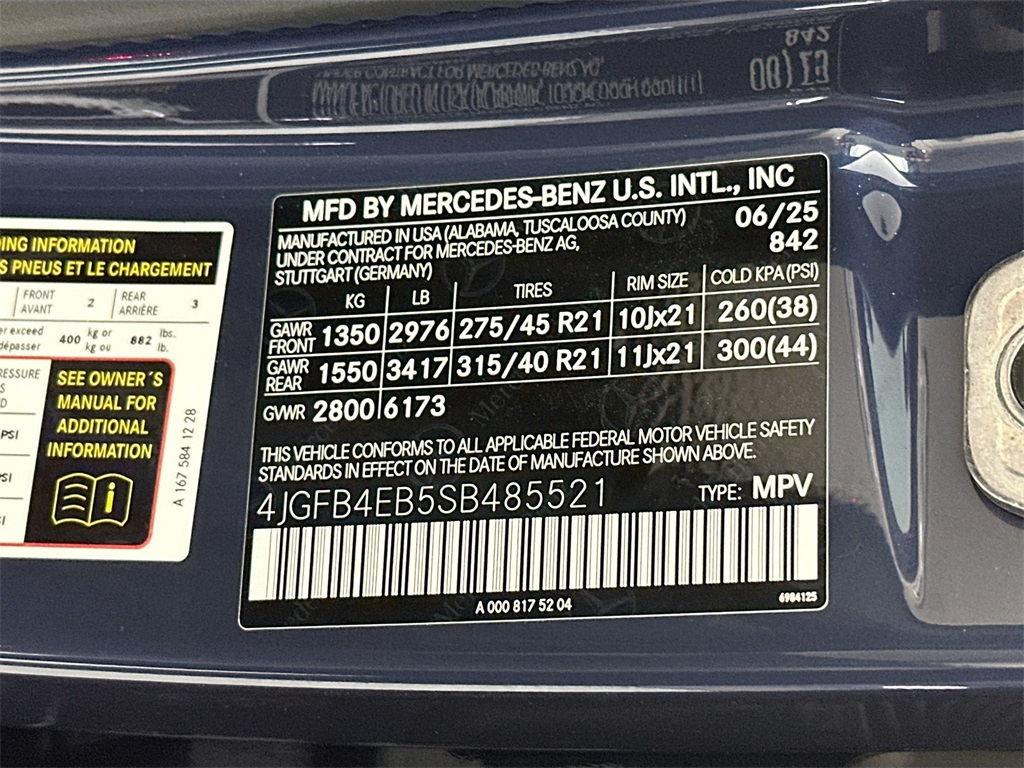 MFD BY MERCEDES-BENZ U.S. INTL., INC
MANUFACTURED IN USA (ALABAMA, TUSCALOOSA COUNTY) 06/25
UNDER CONTRACT FOR MERCEDES-BENZ AG, 842
STUTTGART (GERMANY)
KG LB TIRES RIM SIZE COLD KPA (PSI)
GAWR FRONT 1350 2976 275/45 R21 10Jx21 260(38)
GAWR REAR 1550 3417 315/40 R21 11Jx21 300(44)
GVWR 2800 6173
THIS VEHICLE CONFORMS TO ALL APPLICABLE FEDERAL MOTOR VEHICLE SAFETY
STANDARDS IN EFFECT ON THE DATE OF MANUFACTURE SHOWN ABOVE.
4JGFB4EB5SB485521 TYPE: MPV
A 000 817 52 04
6984125
INFORMATION
S PNEUS ET LE CHARGEMENT
FRONT 2 REAR 3
AVANT ARRIÈRE
exceed 400 kg or 882 lbs.
dépasser kg ou lb.
SEE OWNER´S
MANUAL FOR
ADDITIONAL
INFORMATION
PSI
A 167 584 12 28